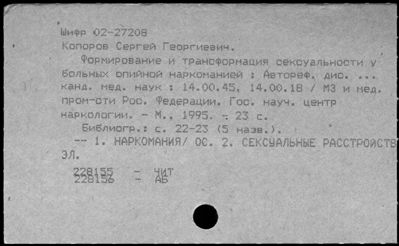 Шифр 02-27208
Копоров Сергей Георгиевич.
Формирование и трансформация сексуальности у
больных опийной наркоманией : Автореф. дис. ...
канд. мед. наук : 14.00.45, 14.00.18 / МЗ и мед.
пром-сти Рос. Федерации. Гос. науч. центр
наркологии. - М., 1995. - 23 с.
Библиогр.: с. 22-23 (5 назв.).
-- 1. НАРКОМАНИЯ/ ОС. 2. СЕКСУАЛЬНЫЕ РАССТРОЙСТВ
ЭЛ.
228155 - ЧИТ
228156 - АБ